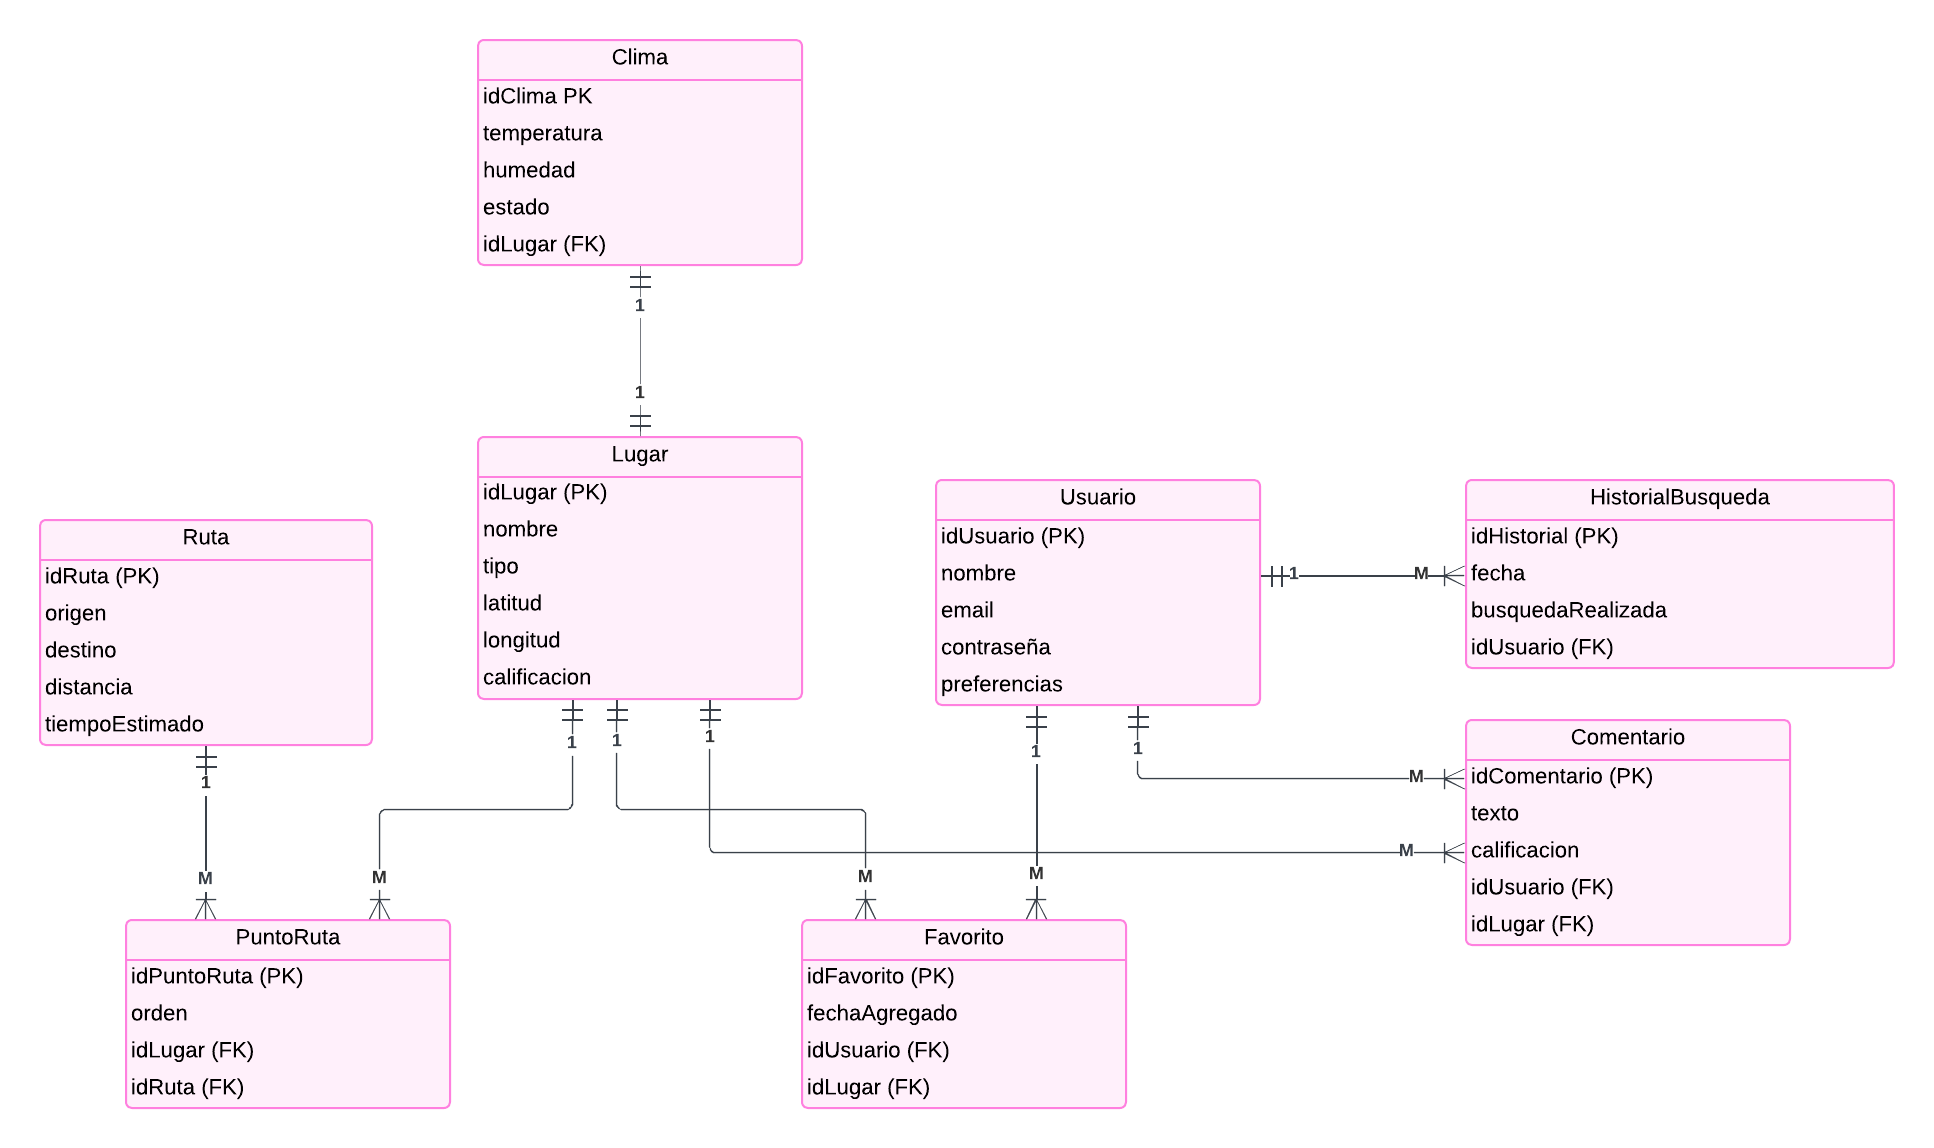 Clima
idClima PK
temperatura
humedad
estado
idLugar (FK)
1
1
Lugar
idLugar (PK)
nombre
tipo
latitud
longitud
calificacion
Ruta
idRuta (PK)
origen
destino
distancia
tiempoEstimado
Usuario
idUsuario (PK)
nombre
email
contraseña
preferencias
1
M
HistorialBusqueda
idHistorial (PK)
fecha
busquedaRealizada
idUsuario (FK)
1
1
1
1
1
1
M
M
M
M
M
M
Comentario
idComentario (PK)
texto
calificacion
idUsuario (FK)
idLugar (FK)
PuntoRuta
idPuntoRuta (PK)
orden
idLugar (FK)
idRuta (FK)
Favorito
idFavorito (PK)
fechaAgregado
idUsuario (FK)
idLugar (FK)